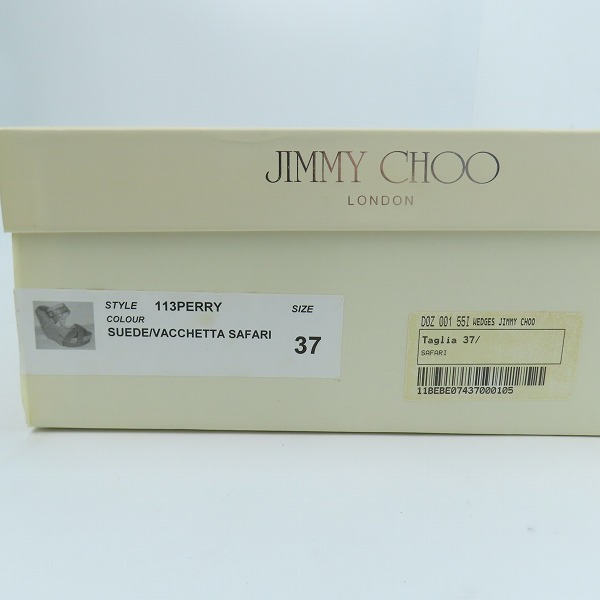 JIMMY CHOO
LONDON
STYLE 113PERRY SIZE
COLOUR
SUEDE/VACCHETTA SAFARI 37
DOZ 001 55I WEDGES JIMMY CHOO
Taglia 37/
SAFARI
11BEBE07437000105